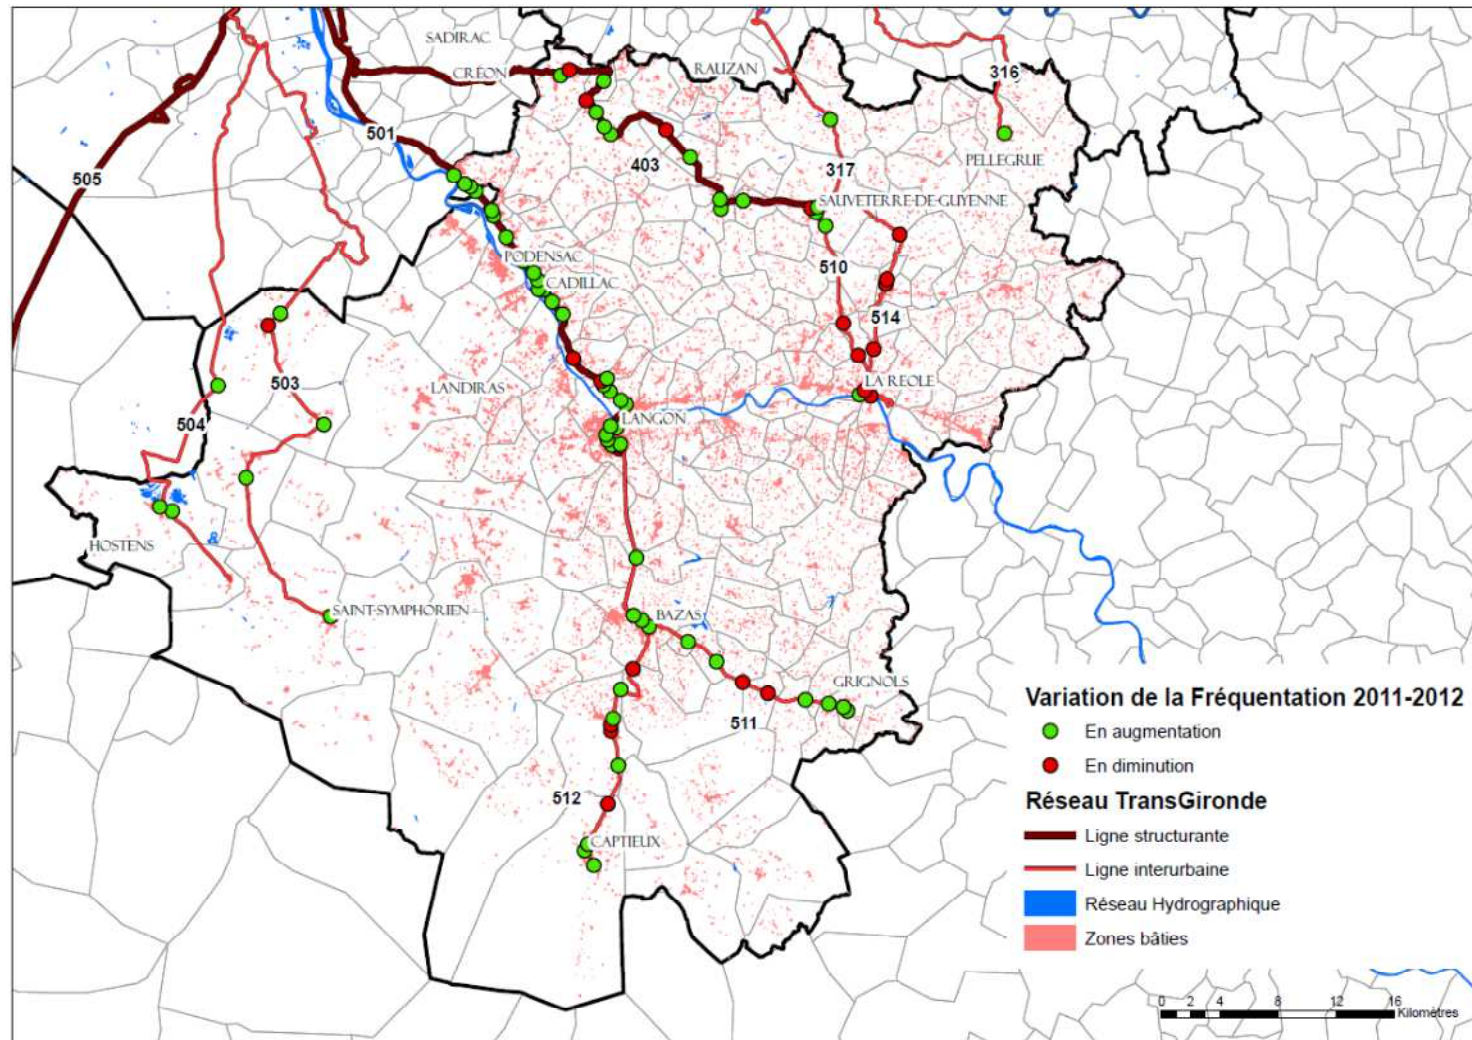 SADIRAC
CRÉON
RAUZAN
316
501
505
403
317
PELLEGRUE
SAUVETERRE-DE-GUYENNE
PODENSAC
CADILLAC
510
514
503
LANDIRAS
LA RÉOLE
504
LANGON
HOSTENS
SAINT-SYMPHORIEN
BAZAS
GRIGNOLS
511
512
CAPTIEUX
Variation de la Fréquentation 2011-2012
En augmentation
En diminution
Réseau TransGironde
Ligne structurante
Ligne interurbaine
Réseau Hydrographique
Zones bâties
0 2 4 8 12 16
Kilomètres